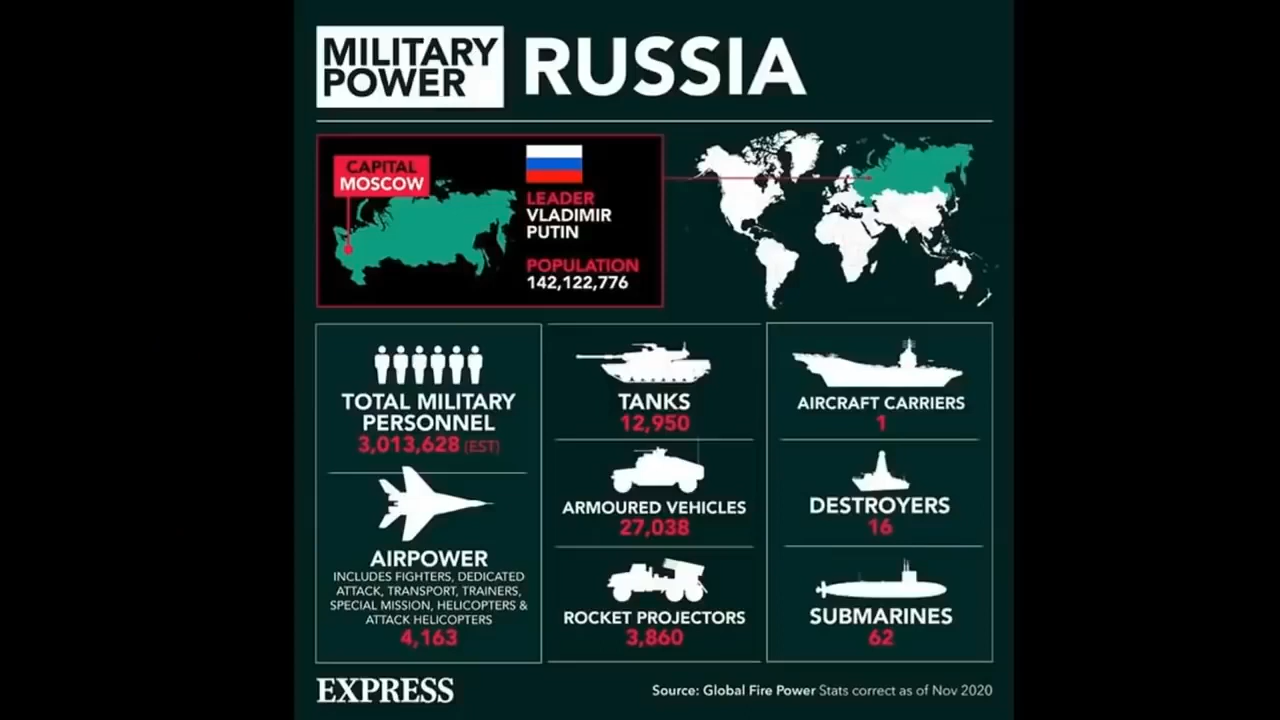 MILITARY
POWER
RUSSIA
CAPITAL
MOSCOW
LEADER
VLADIMIR
PUTIN
POPULATION
142,122,776
TOTAL MILITARY
PERSONNEL
3,013,628 (EST)
AIRPOWER
INCLUDES FIGHTERS, DEDICATED
ATTACK, TRANSPORT, TRAINERS,
SPECIAL MISSION, HELICOPTERS &
ATTACK HELICOPTERS
4,163
TANKS
12,950
ARMOURED VEHICLES
27,038
ROCKET PROJECTORS
3,860
AIRCRAFT CARRIERS
1
DESTROYERS
16
SUBMARINES
62
EXPRESS
Source: Global Fire Power Stats correct as of Nov 2020